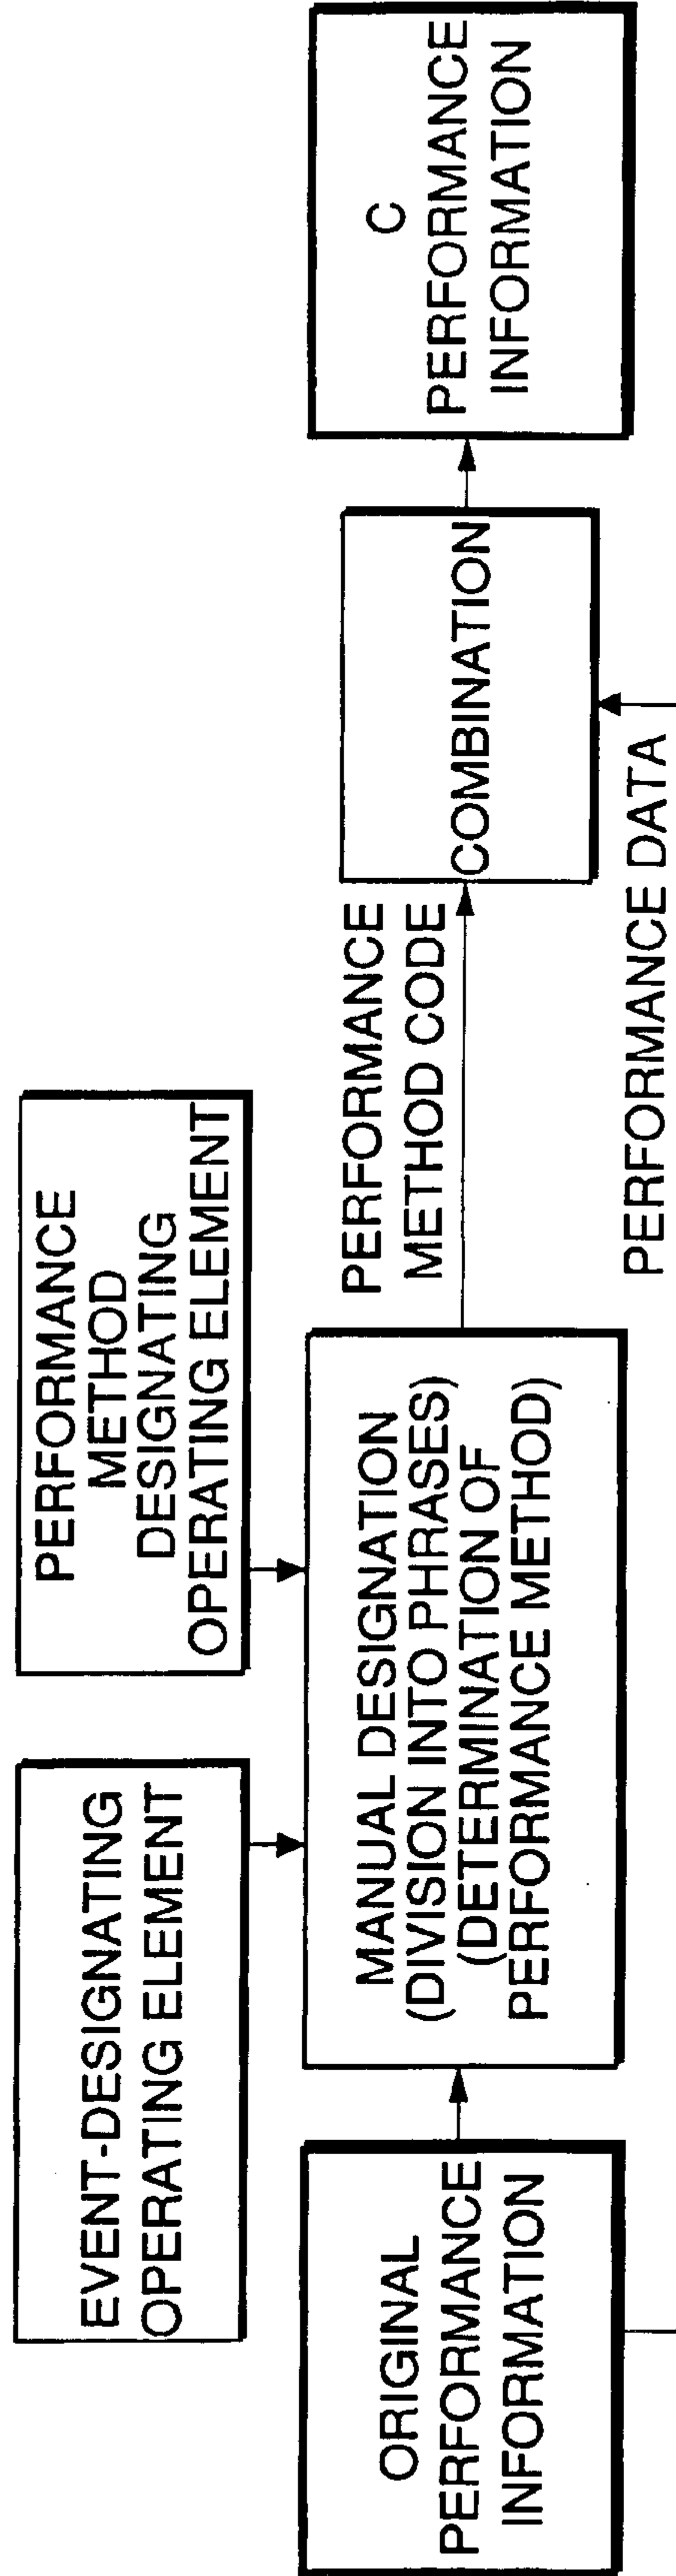 EVENT-DESIGNATING
OPERATING ELEMENT
PERFORMANCE
METHOD
DESIGNATING
OPERATING ELEMENT
ORIGINAL
PERFORMANCE
INFORMATION
MANUAL DESIGNATION
(DIVISION INTO PHRASES)
(DETERMINATION OF
PERFORMANCE METHOD)
PERFORMANCE
METHOD CODE
COMBINATION
C
PERFORMANCE
INFORMATION
PERFORMANCE DATA